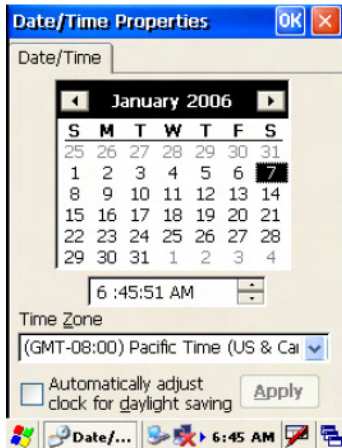 Date/Time Properties OK
Date/Time
January 2006
S M T W T F S
25 26 27 28 29 30 31
1 2 3 4 5 6 7
8 9 10 11 12 13 14
15 16 17 18 19 20 21
22 23 24 25 26 27 28
29 30 31 1 2 3 4
6 :45:51 AM
Time Zone
(GMT-08:00) Pacific Time (US & Ca
Automatically adjust
clock for daylight saving Apply
Date/... 6:45 AM